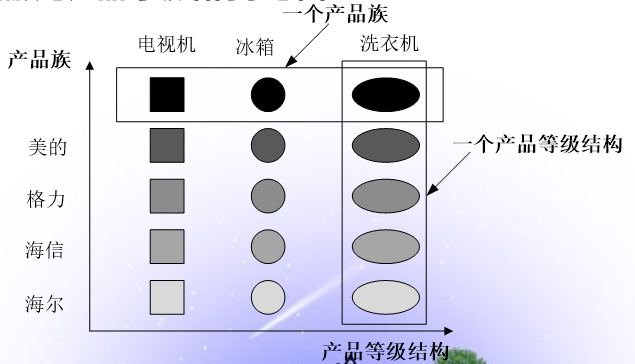 一个产品族
电视机 冰箱 洗衣机
产品族
美的
一个产品等级结构
格力
海信
海尔
产品等级结构